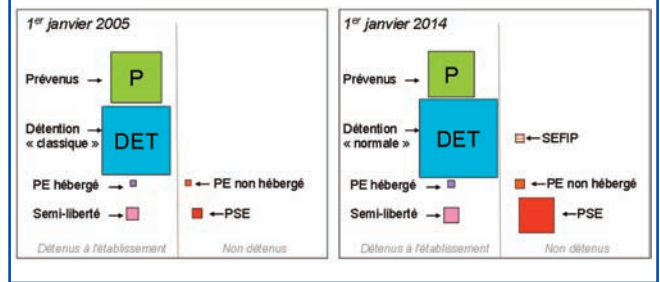 1er janvier 2005
Prévenus
P
Détention
« classique »
DET
PE hébergé
PE non hébergé
Semi-liberté
PSE
Détenus à l'établissement
Non détenus
1er janvier 2014
Prévenus
P
Détention
« normale »
DET
SEFIP
PE hébergé
PE non hébergé
Semi-liberté
PSE
Détenus à l'établissement
Non détenus